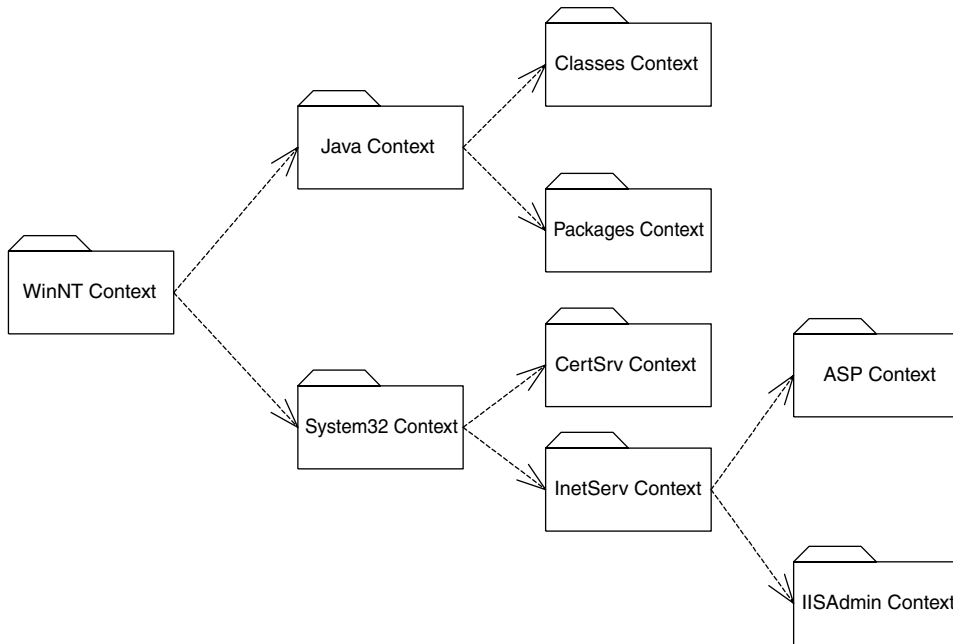 Classes Context
Java Context
Packages Context
WinNT Context
CertSrv Context
ASP Context
System32 Context
InetServ Context
IISAdmin Context